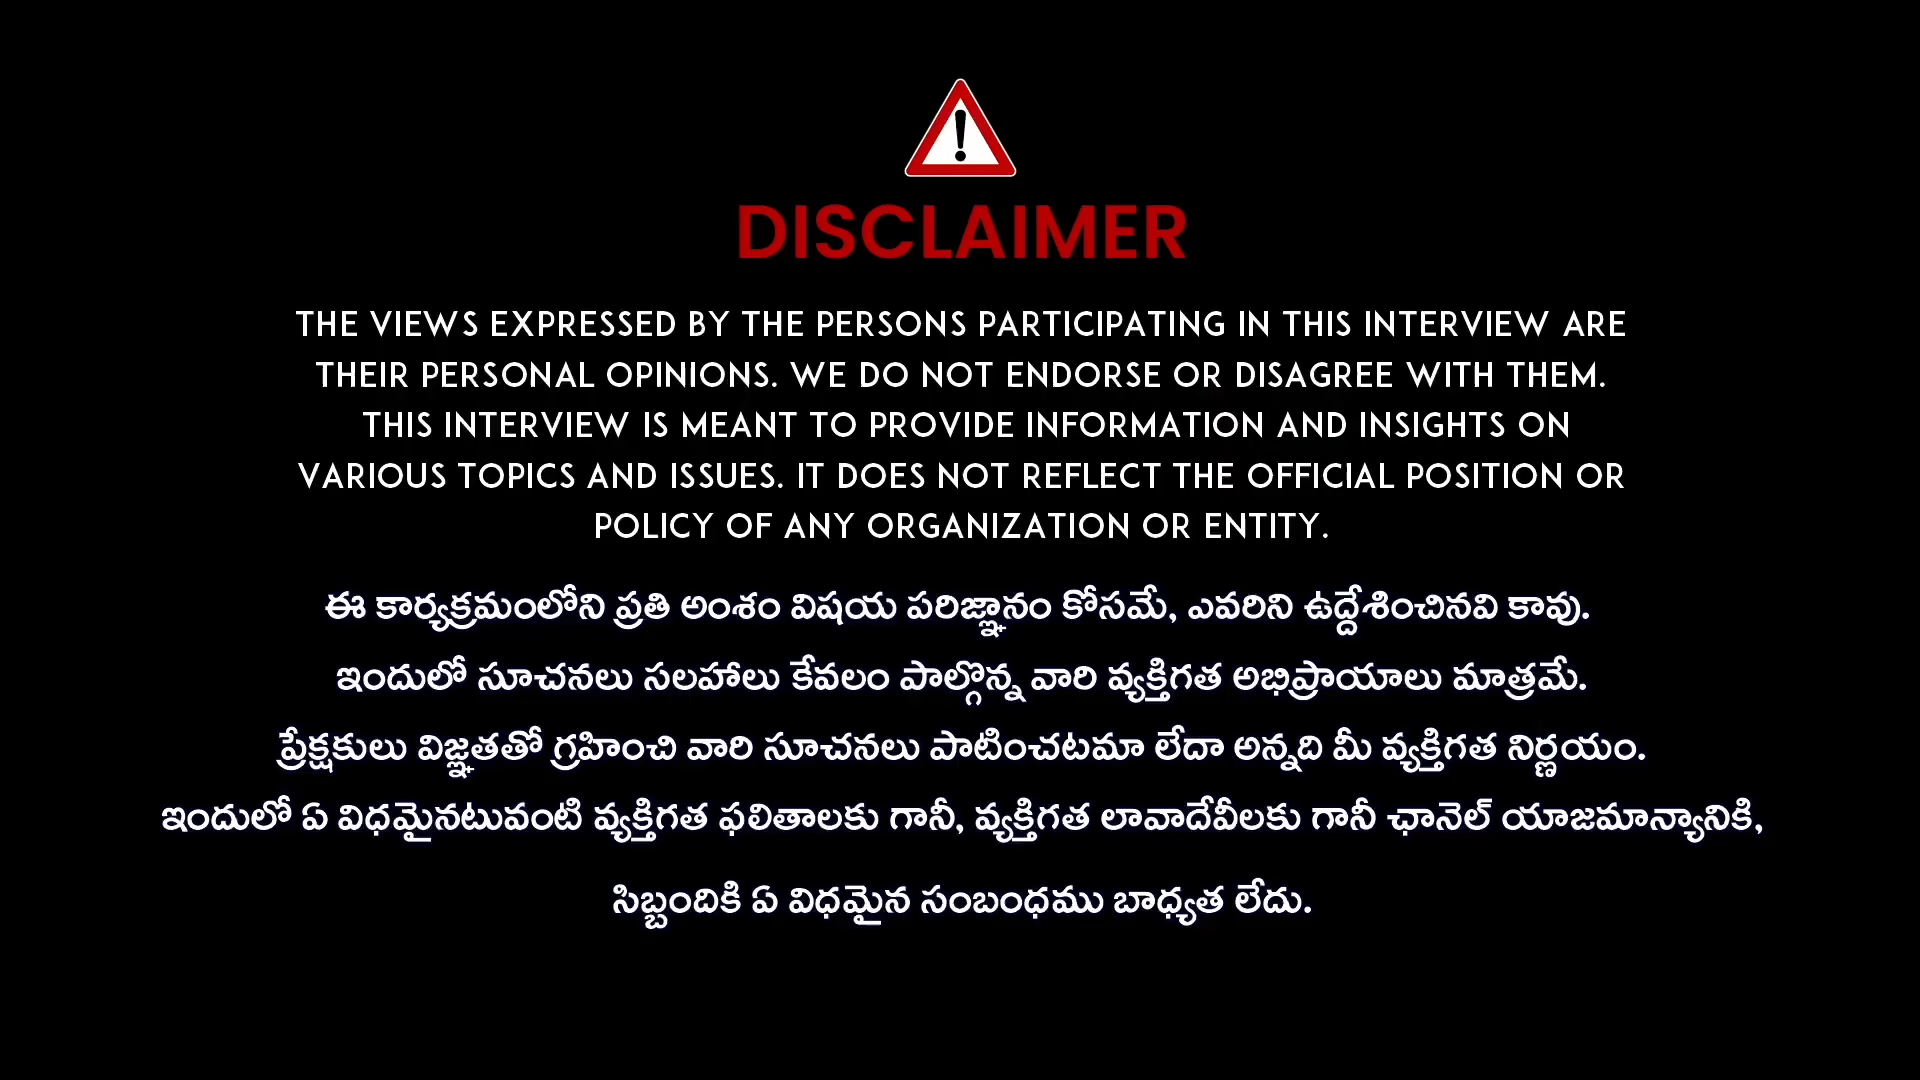 DISCLAIMER
THE VIEWS EXPRESSED BY THE PERSONS PARTICIPATING IN THIS INTERVIEW ARE
THEIR PERSONAL OPINIONS. WE DO NOT ENDORSE OR DISAGREE WITH THEM.
THIS INTERVIEW IS MEANT TO PROVIDE INFORMATION AND INSIGHTS ON
VARIOUS TOPICS AND ISSUES. IT DOES NOT REFLECT THE OFFICIAL POSITION OR
POLICY OF ANY ORGANIZATION OR ENTITY.
ఈ కార్యక్రమంలోని ప్రతి అంశం విషయ పరిజ్ఞానం కోసమే, ఎవరిని ఉద్దేశించినవి కావు.
ఇందులో సూచనలు సలహాలు కేవలం పాల్గొన్న వారి వ్యక్తిగత అభిప్రాయాలు మాత్రమే.
ప్రేక్షకులు విజ్ఞతతో గ్రహించి వారి సూచనలు పాటించటమా లేదా అన్నది మీ వ్యక్తిగత నిర్ణయం.
ఇందులో ఏ విధమైనటువంటి వ్యక్తిగత ఫలితాలకు గానీ, వ్యక్తిగత లావాదేవీలకు గానీ ఛానెల్ యాజమాన్యానికి,
సిబ్బందికి ఏ విధమైన సంబంధము బాధ్యత లేదు.